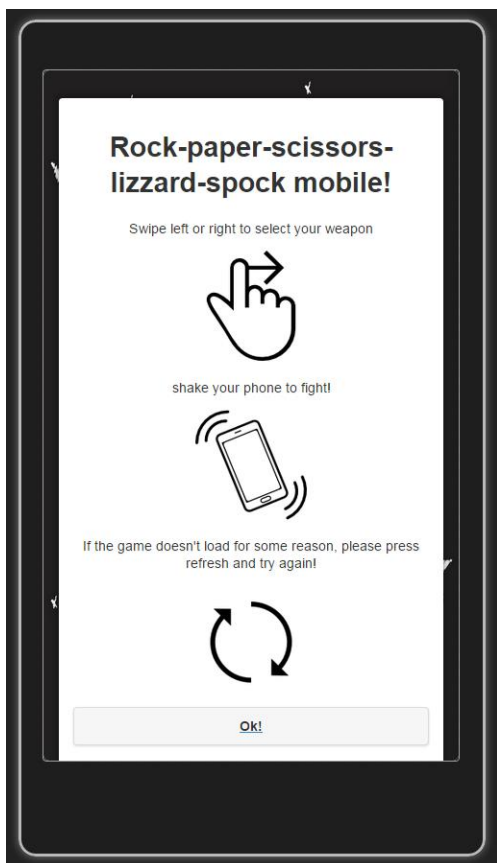 Rock-paper-scissors-
lizzard-spock mobile!
Swipe left or right to select your weapon
shake your phone to fight!
If the game doesn't load for some reason, please press
refresh and try again!
Ok!